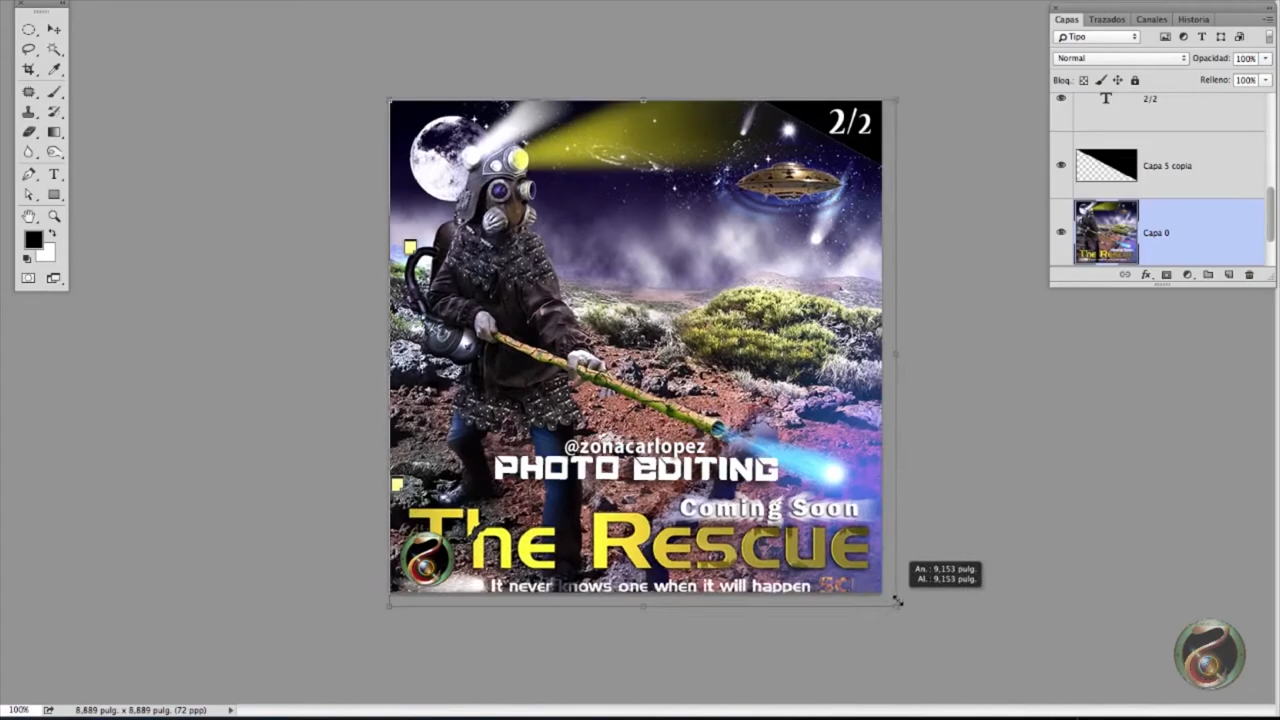 Capas Trazados Canales Historia
Tipo
Normal Opacidad: 100%
Bloq.: Relleno: 100%
2/2
Capa 5 copia
Capa 0
2/2
@zonacarlopez
PHOTO EDITING
Coming Soon
The Rescue
It never knows one when it will happen
An.: 9,153 pulg.
Al.: 9,153 pulg.
100% 8,889 pulg. x 8,889 pulg. (72 ppp)